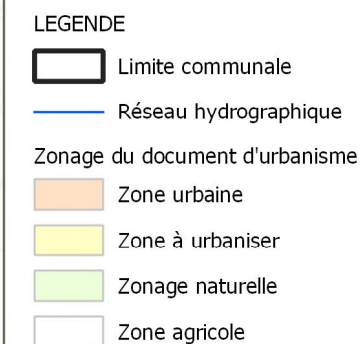 LEGENDE
Limite communale
Réseau hydrographique
Zonage du document d'urbanisme
Zone urbaine
Zone à urbaniser
Zonage naturelle
Zone agricole